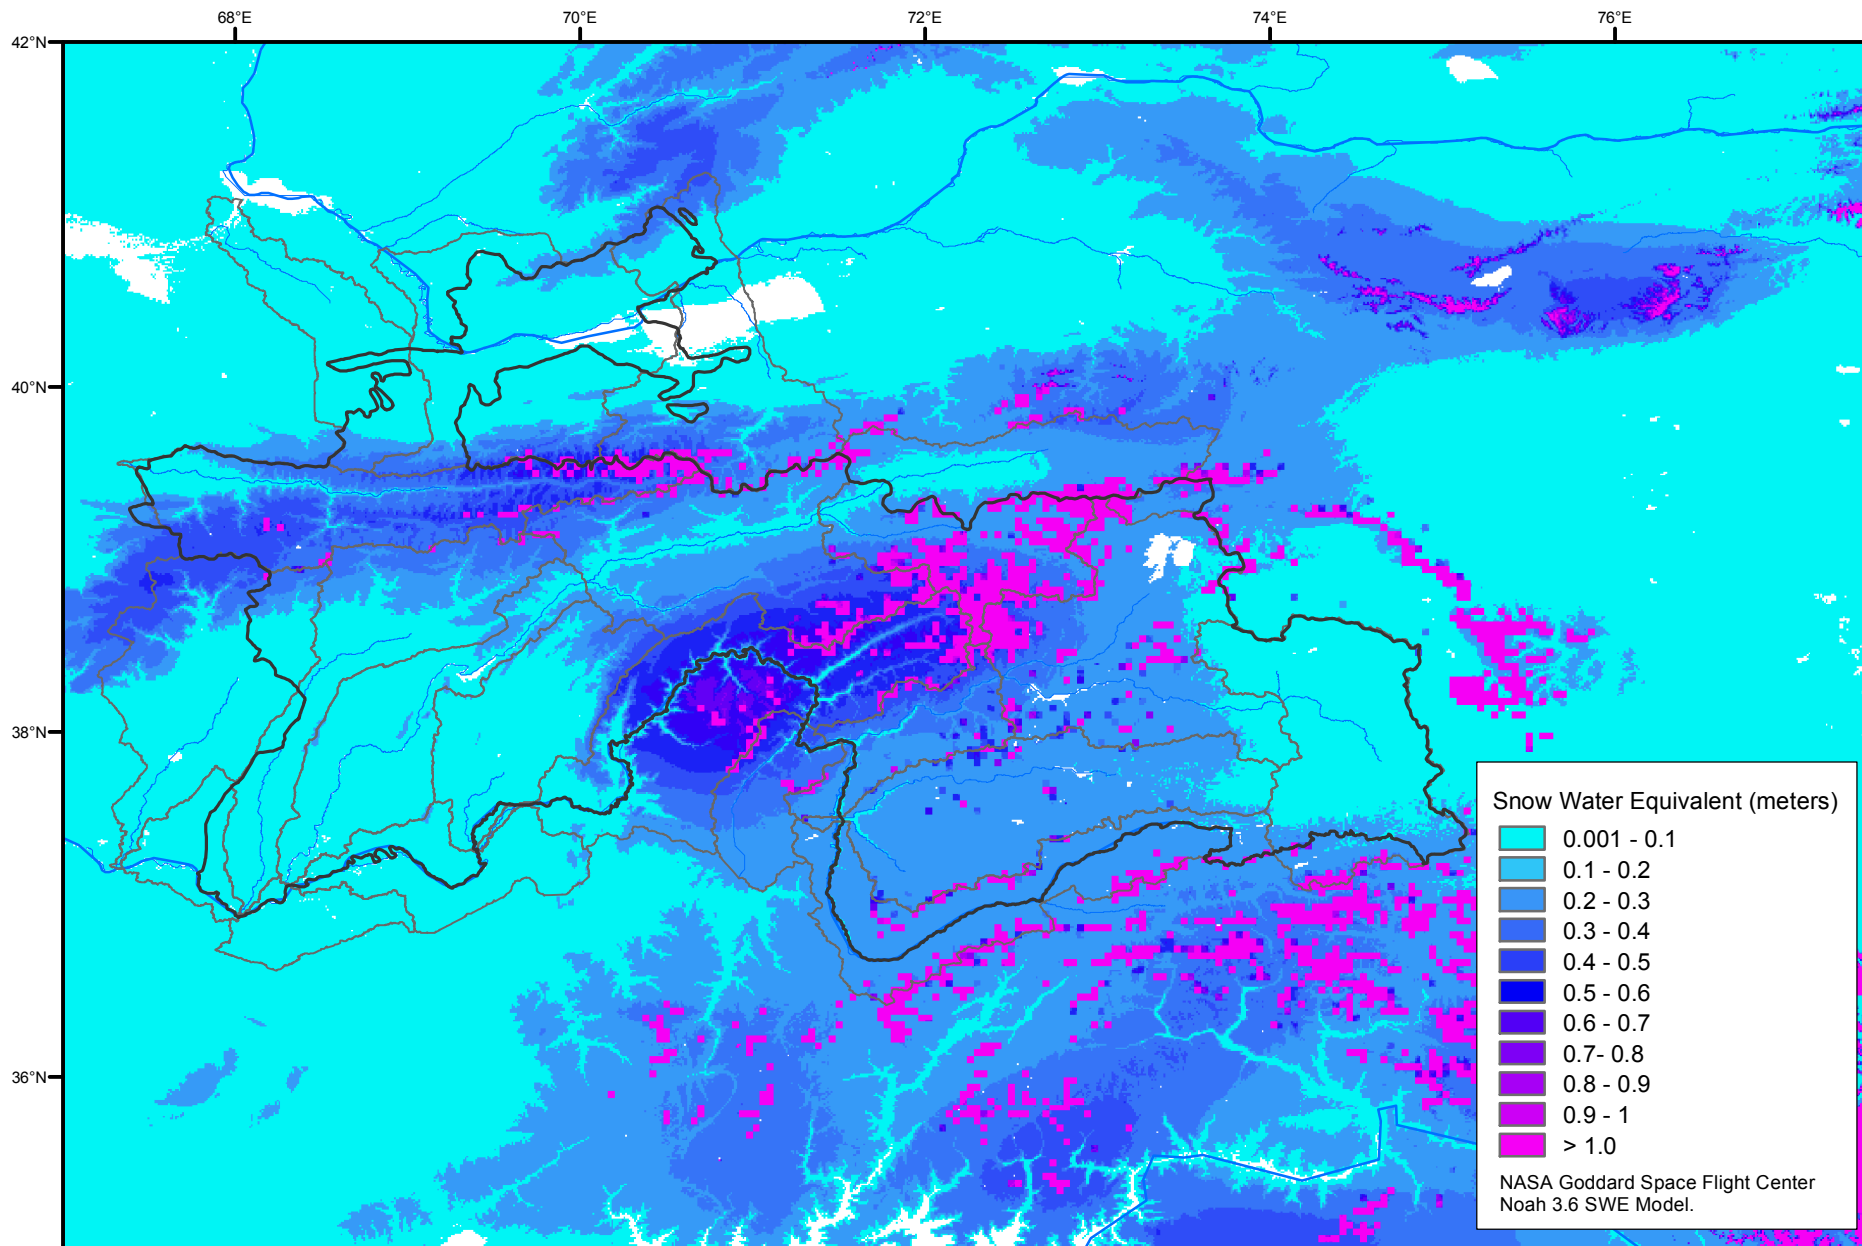 68°E 70°E 72°E 74°E 76°E
42°N
40°N
38°N
36°N
Snow Water Equivalent (meters)
0.001 - 0.1
0.1 - 0.2
0.2 - 0.3
0.3 - 0.4
0.4 - 0.5
0.5 - 0.6
0.6 - 0.7
0.7- 0.8
0.8 - 0.9
0.9 - 1
> 1.0
NASA Goddard Space Flight Center
Noah 3.6 SWE Model.